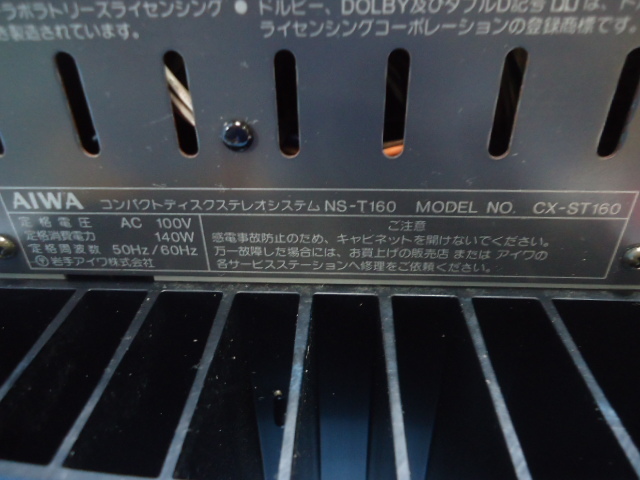 ラボラトリーズライセンシング
● ドルビー、DOLBY及びダブルD記号 は、ド
製造されています。
ライセンシングコーポレーションの登録商標です。
AIWA コンパクトディスクステレオシステム NS-T160 MODEL NO. CX-ST160
定格電圧 AC 100V
定格消費電力 140W
定格周波数 50Hz/60Hz
岩手アイワ株式会社
ご注意
感電事故防止のため、キャビネットを開けないでください。
万一故障した場合には、お買上げの販売店 または アイワの
各サービスステーションへ修理をご依頼ください。